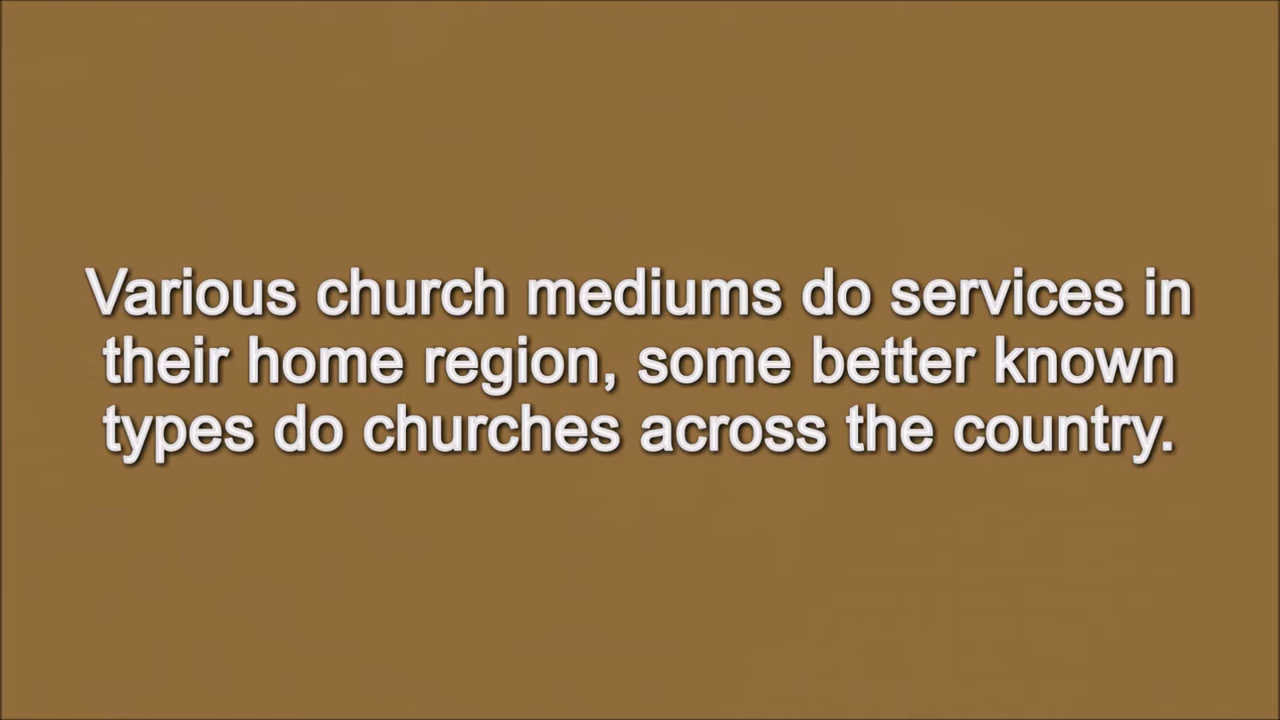 Various church mediums do services in
their home region, some better known
types do churches across the country.